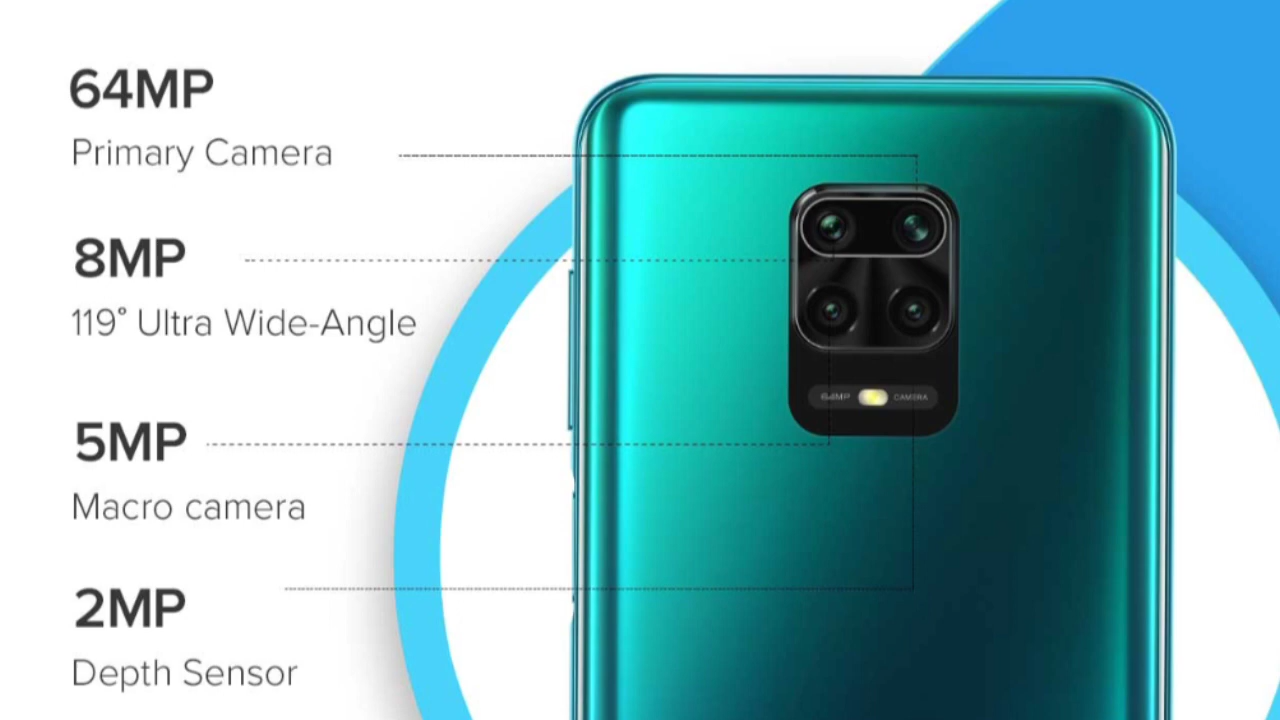 64MP
Primary Camera
8MP
119° Ultra Wide-Angle
5MP
Macro camera
2MP
Depth Sensor
64MP CAMERA